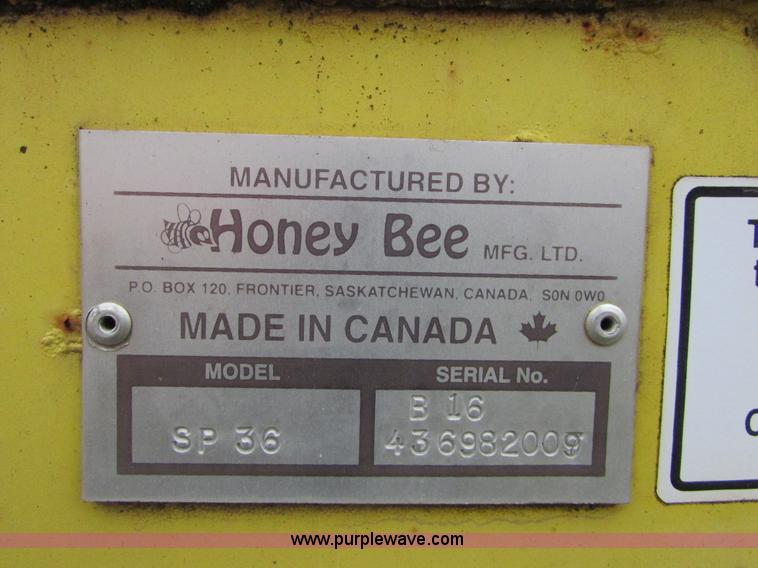 MANUFACTURED BY:
Honey Bee MFG. LTD.
P.O. BOX 120, FRONTIER, SASKATCHEWAN, CANADA, S0N 0W0
MADE IN CANADA
MODEL SERIAL No.
B 16
SP 36 436982009
www.purplewave.com